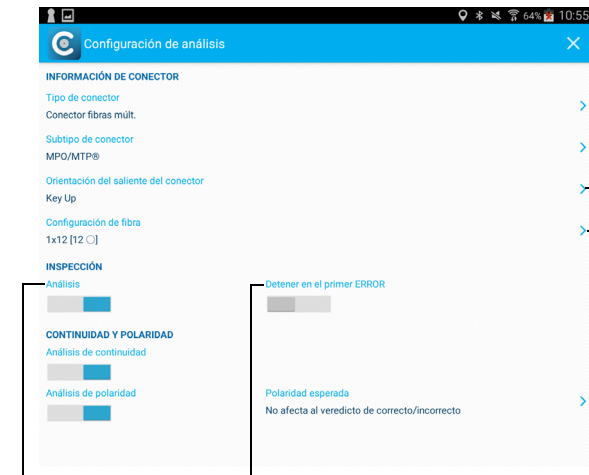 64% 10:55
Configuración de análisis
INFORMACIÓN DE CONECTOR
Tipo de conector
Conector fibras múlt.
Subtipo de conector
MPO/MTP®
Orientación del saliente del conector
Key Up
Configuración de fibra
1x12 [12 〇]
INSPECCIÓN
Análisis
Detener en el primer ERROR
CONTINUIDAD Y POLARIDAD
Análisis de continuidad
Análisis de polaridad
Polaridad esperada
No afecta al veredicto de correcto/incorrecto